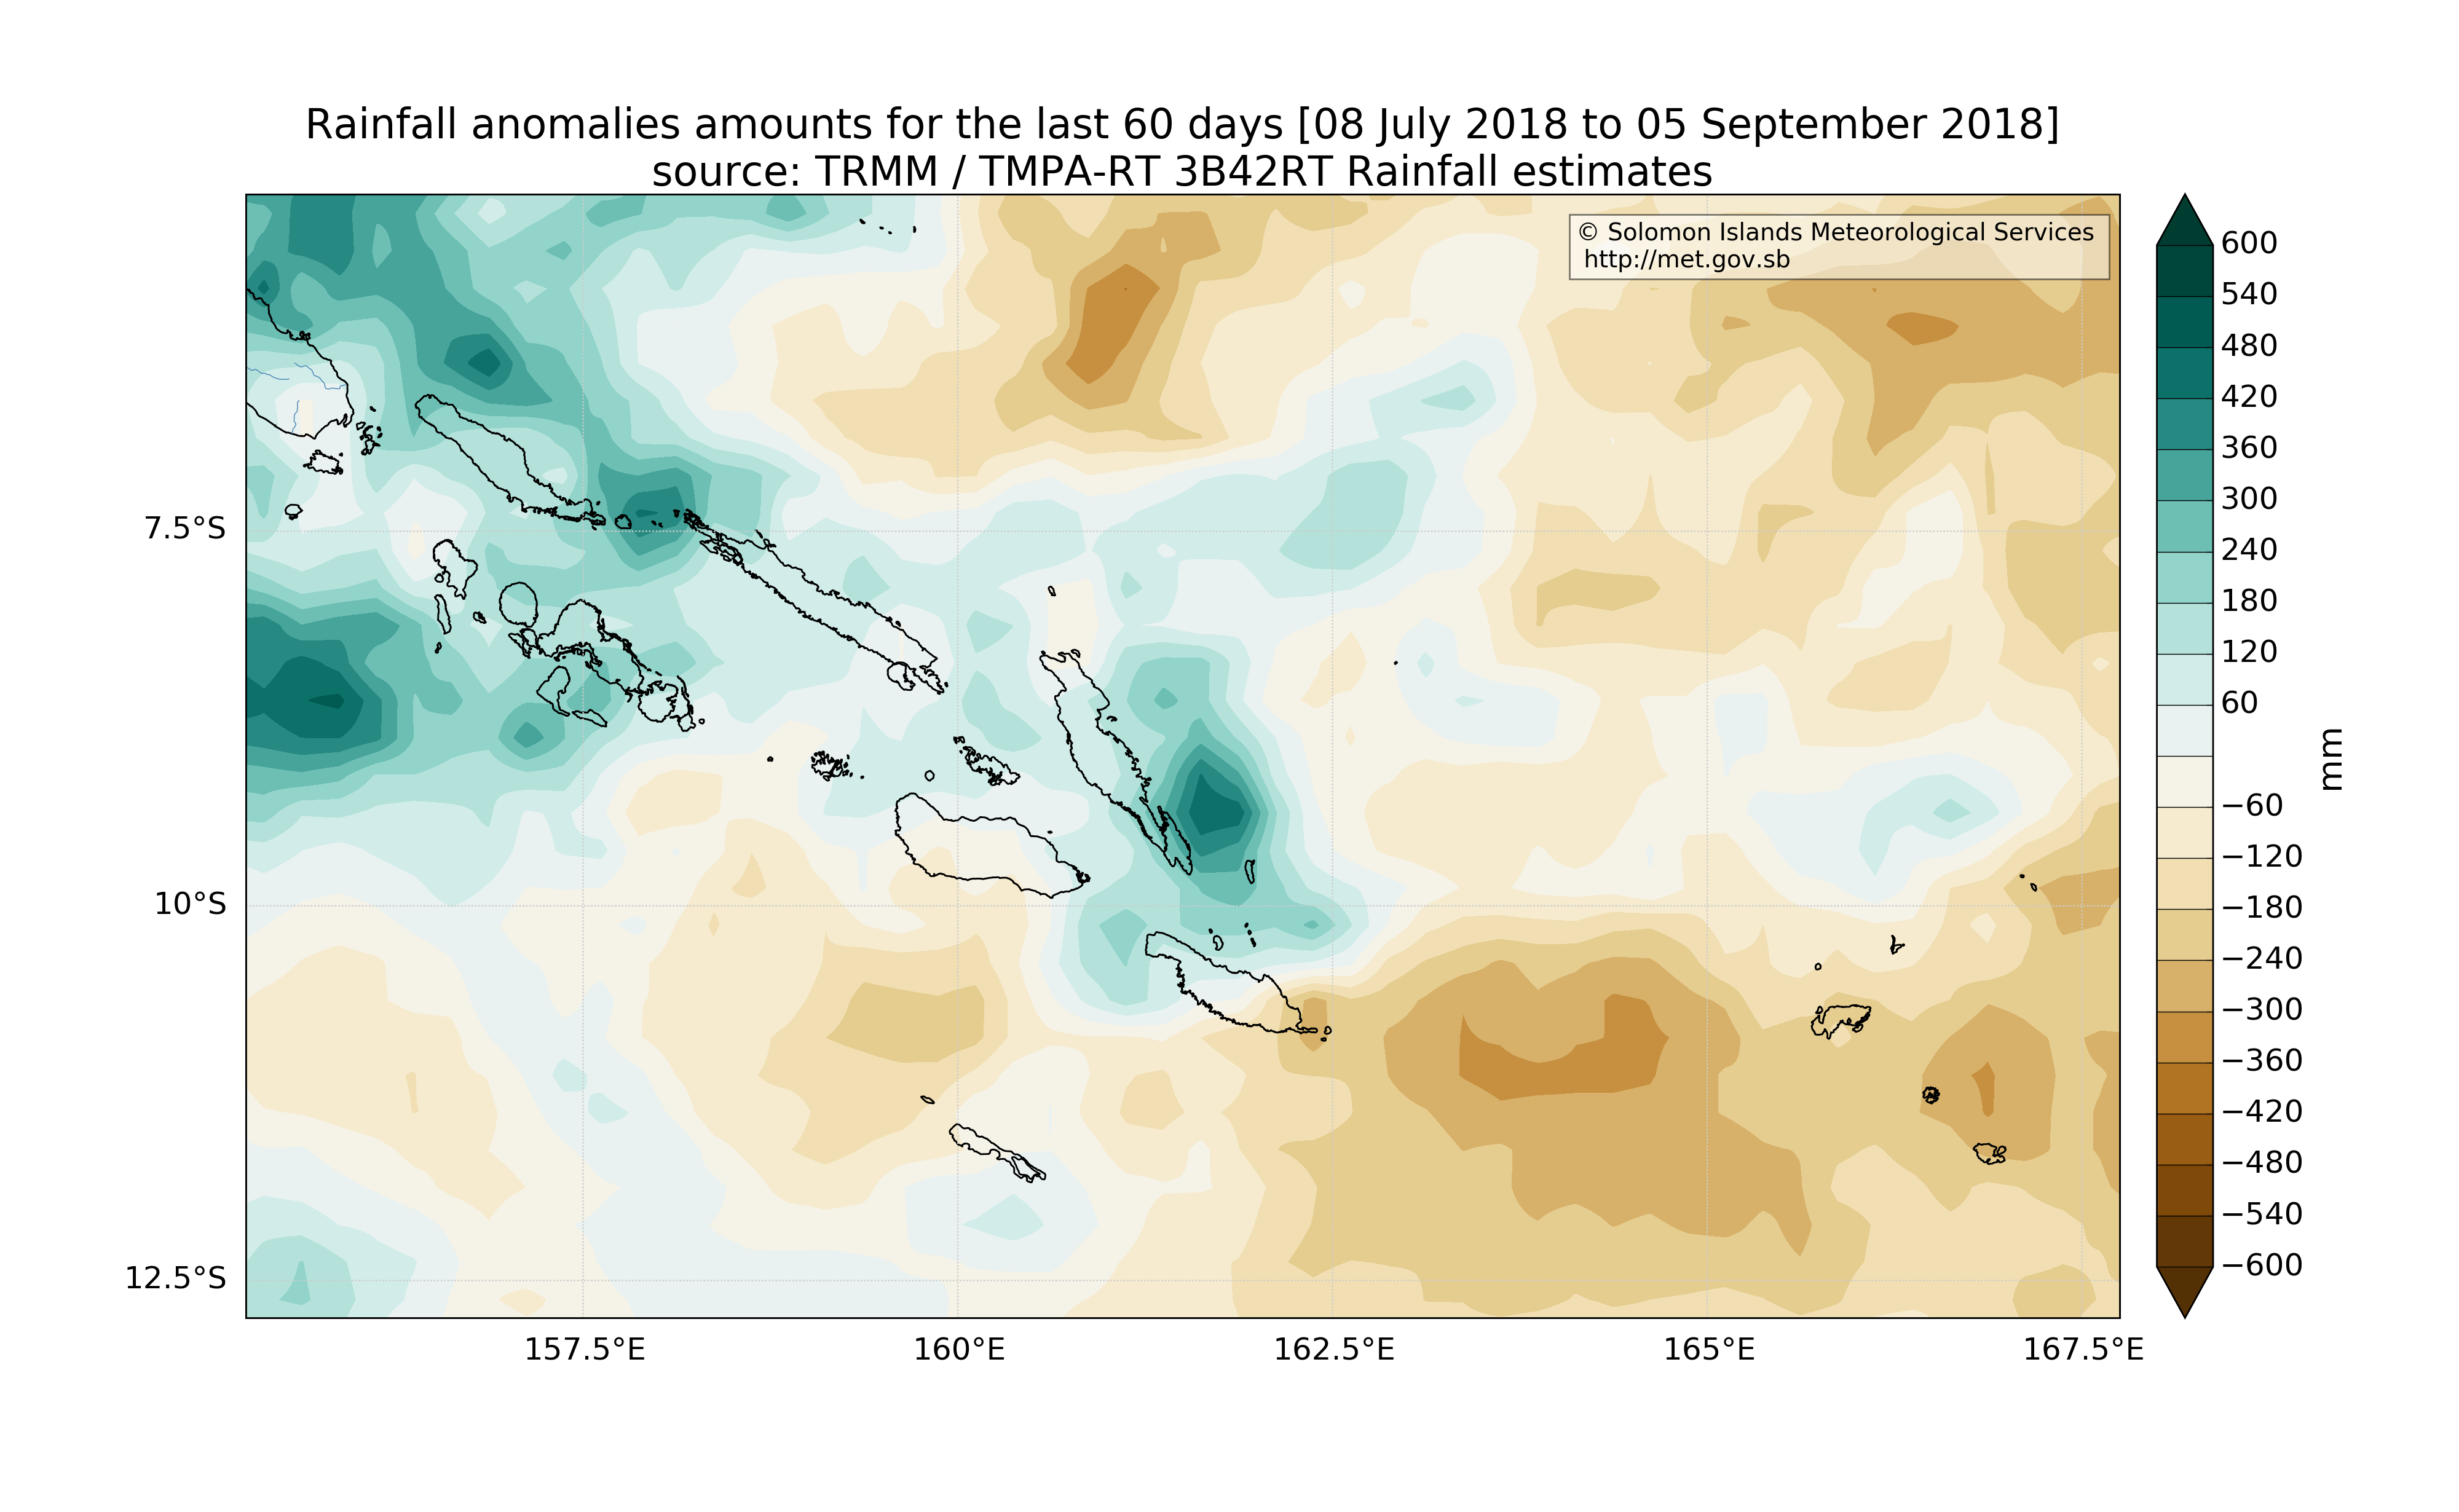 Rainfall anomalies amounts for the last 60 days [08 July 2018 to 05 September 2018]
source: TRMM / TMPA-RT 3B42RT Rainfall estimates
© Solomon Islands Meteorological Services
http://met.gov.sb
7.5°S
10°S
12.5°S
157.5°E
160°E
162.5°E
165°E
167.5°E
600
540
480
420
360
300
240
180
120
60
−60
−120
−180
−240
−300
−360
−420
−480
−540
−600
mm